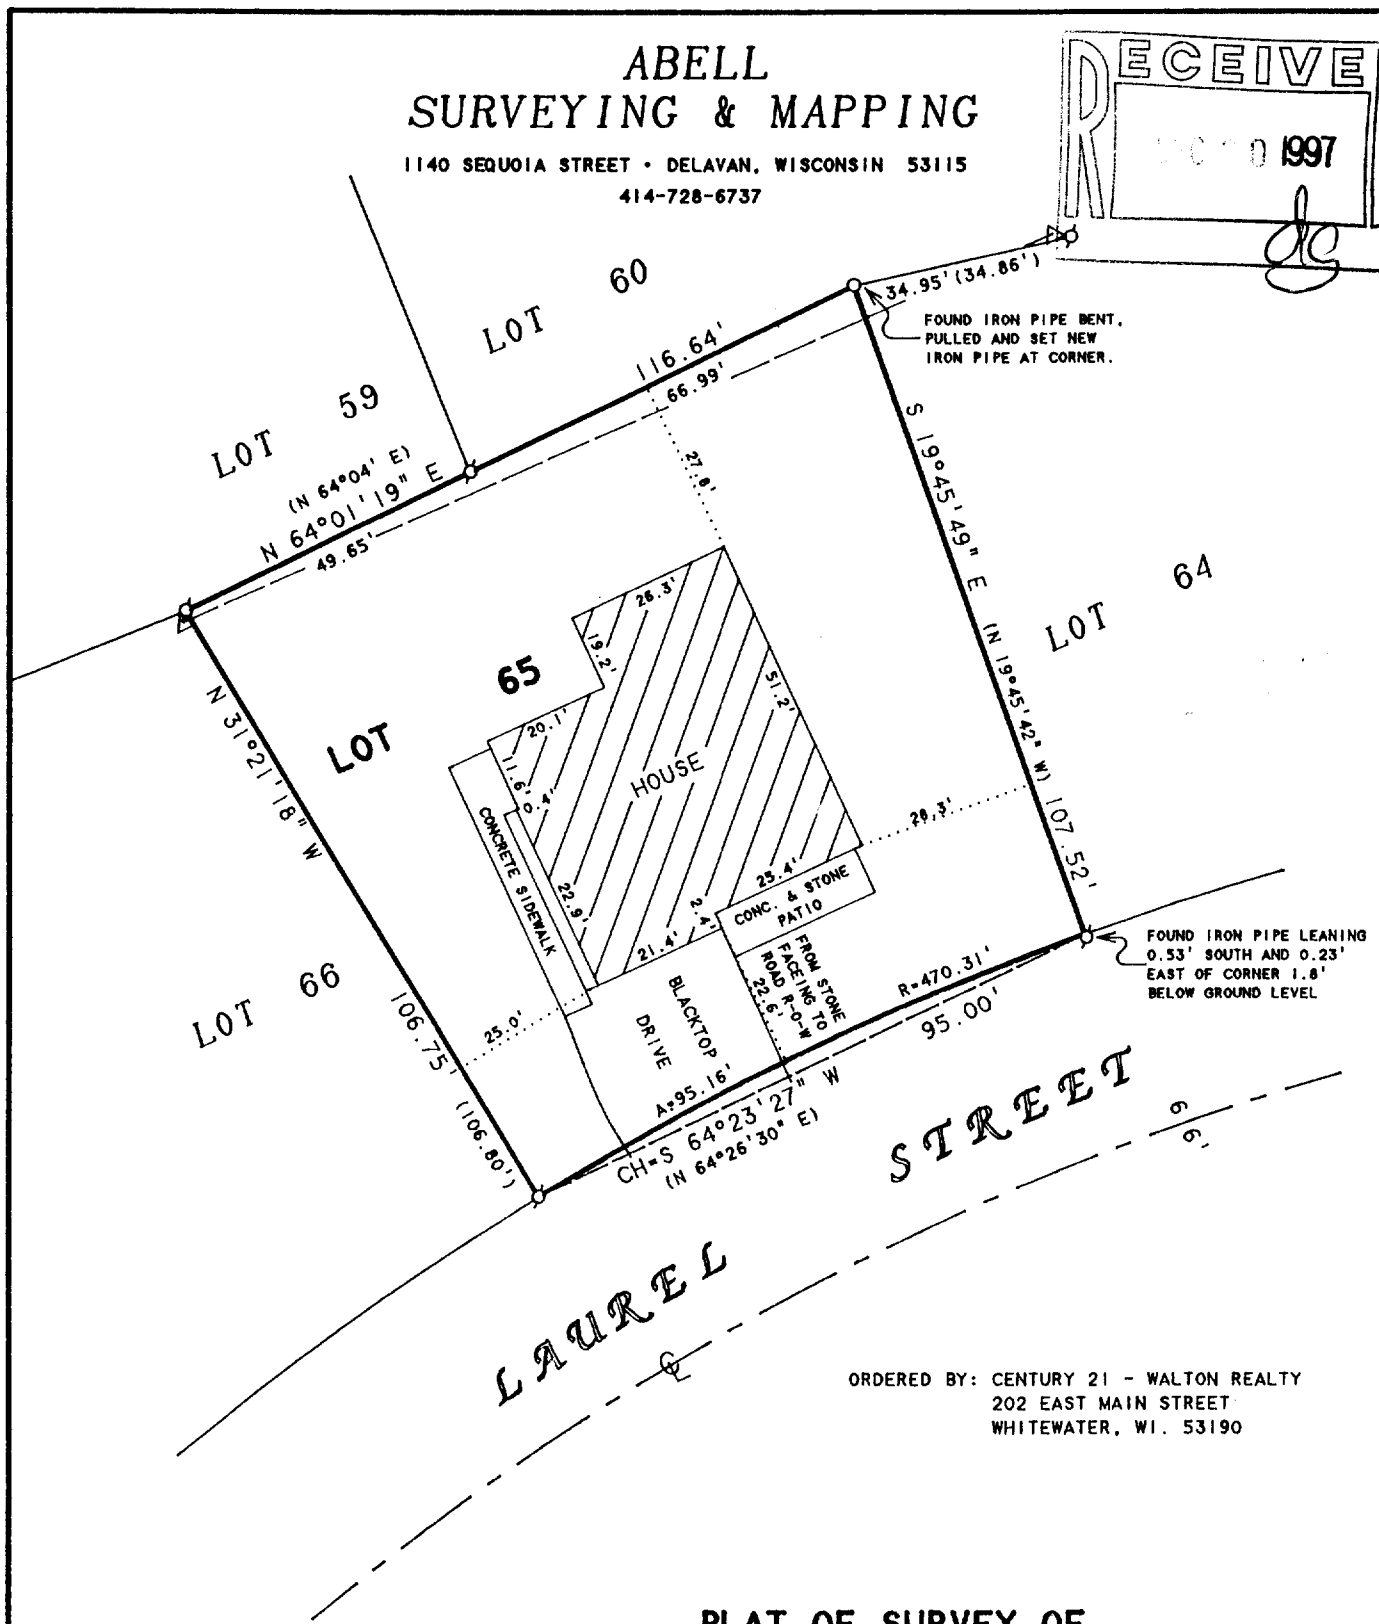 ABELL
SURVEYING & MAPPING
1140 SEQUOIA STREET • DELAVAN, WISCONSIN 53115
414-728-6737
RECEIVE
1997
LOT 60
34.95' (34.86')
FOUND IRON PIPE BENT,
PULLED AND SET NEW
IRON PIPE AT CORNER.
116.64'
66.99'
LOT 59
(N 64°04' E)
N 64°01'19" E
49.65'
27.8'
S 19°45'49" E (N 19°45'42" W) 107.52'
LOT 64
26.3'
19.2'
LOT 65
51.2'
20.1'
HOUSE
11.6'
0.4'
N 31°21'18" W 106.75' (106.80')
CONCRETE SIDEWALK
28.3'
22.9'
25.4'
2.4'
21.4'
CONC. & STONE
PATIO
FROM STONE
FACEING TO
ROAD R-O-W
22.6'
R=470.31'
FOUND IRON PIPE LEANING
0.53' SOUTH AND 0.23'
EAST OF CORNER 1.8'
BELOW GROUND LEVEL
LOT 66
25.0'
BLACKTOP
DRIVE
A=95.16'
95.00'
CH=S 64°23'27" W
(N 64°26'30" E)
LAUREL STREET
66'
CL
ORDERED BY: CENTURY 21 - WALTON REALTY
202 EAST MAIN STREET
WHITEWATER, WI. 53190
PLAT OF SURVEY OF